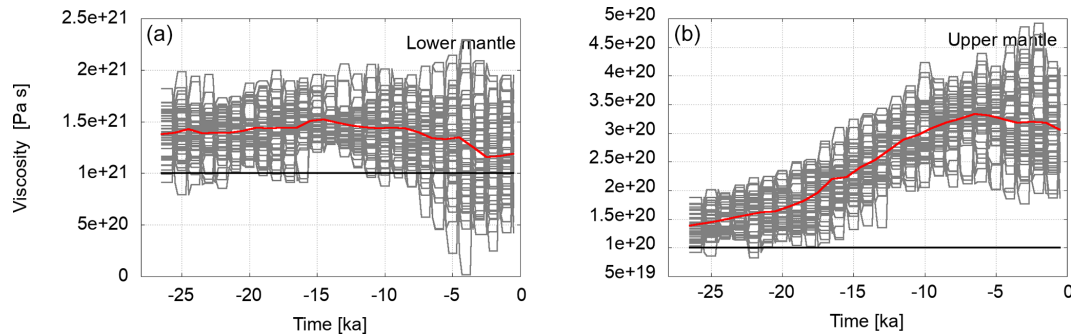 2.5e+21
(a)
Lower mantle
2e+21
1.5e+21
1e+21
5e+20
0
Viscosity [Pa s]
-25
-20
-15
-10
-5
0
Time [ka]
5e+20
(b)
Upper mantle
4.5e+20
4e+20
3.5e+20
3e+20
2.5e+20
2e+20
1.5e+20
1e+20
5e+19
-25
-20
-15
-10
-5
0
Time [ka]